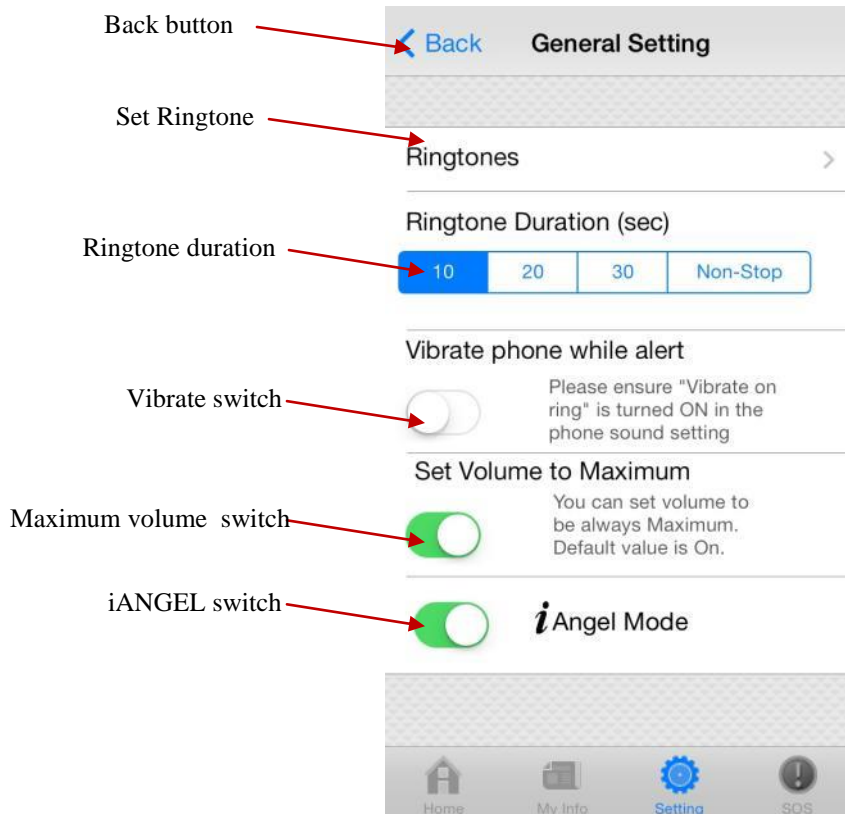 Back button
Back General Setting
Set Ringtone
Ringtones
Ringtone Duration (sec)
Ringtone duration
10 20 30 Non-Stop
Vibrate phone while alert
Vibrate switch
Please ensure "Vibrate on
ring" is turned ON in the
phone sound setting
Set Volume to Maximum
Maximum volume switch
You can set volume to
be always Maximum.
Default value is On.
iANGEL switch
i Angel Mode
Home My Info Setting SOS